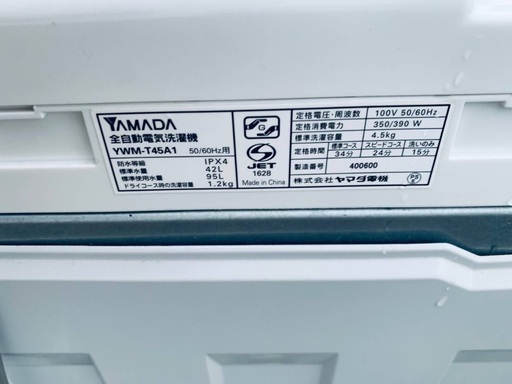 YAMADA
全自動電気洗濯機
YWM-T45A1 50/60Hz用
防水等級 IPX4
標準水量 42L
標準使用水量 95L
ドライコース時の洗濯容量 1.2kg
G
S
JET
1628
Made in China
定格電圧・周波数 100V 50/60Hz
定格消費電力 350/390 W
標準洗濯容量 4.5kg
定格時間 標準コース スピードコース 洗いのみ
34分 24分 15分
製造番号 400600
株式会社ヤマダ電機
PS
E